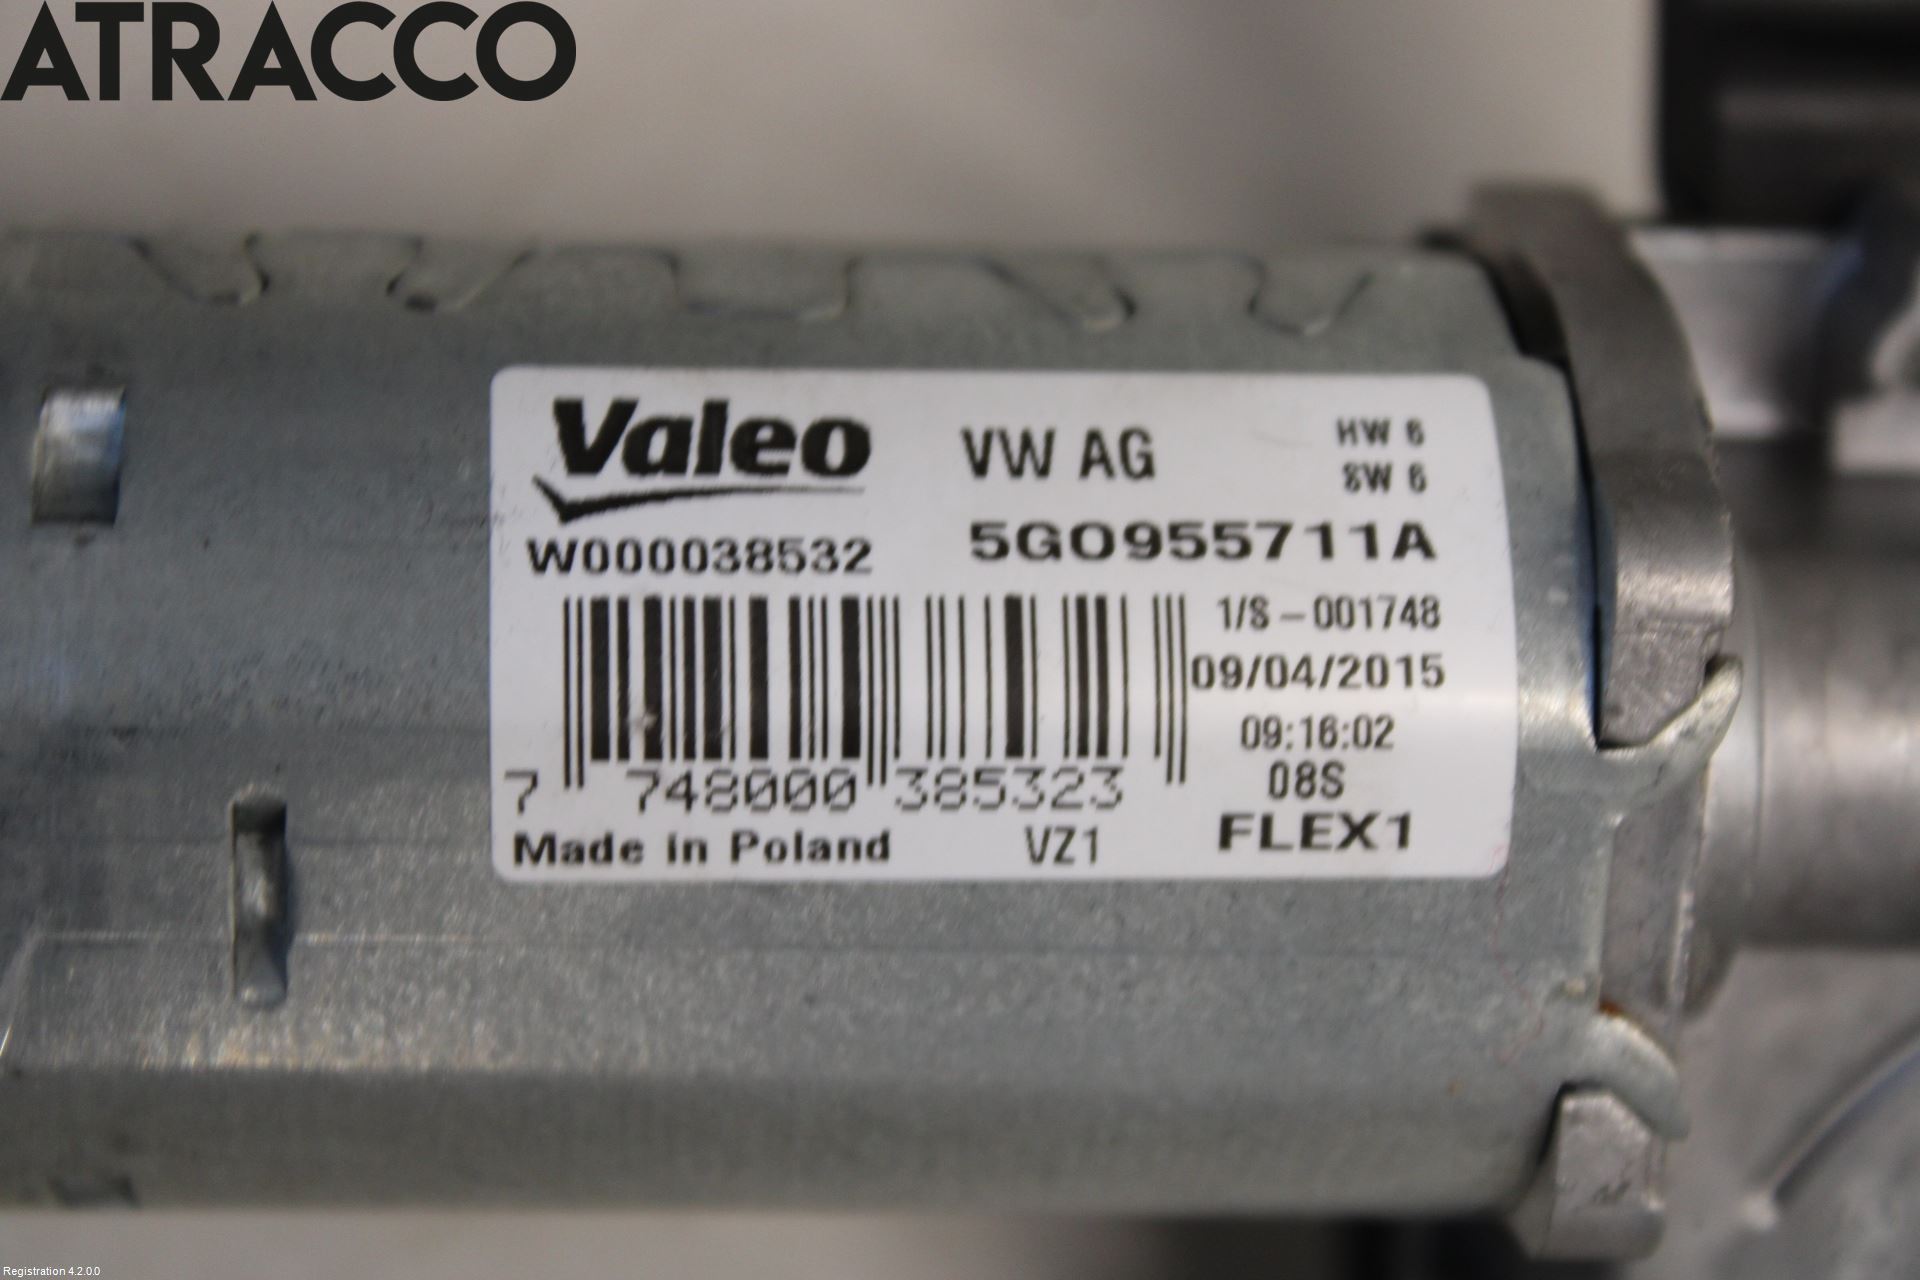 ATRACCO
Valeo
VW AG
HW 6
SW 6
W000038532
5G0955711A
1/S-001748
09/04/2015
09:16:02
08S
7 748000 385323
Made in Poland
VZ1
FLEX1
Registration 4.2.0.0